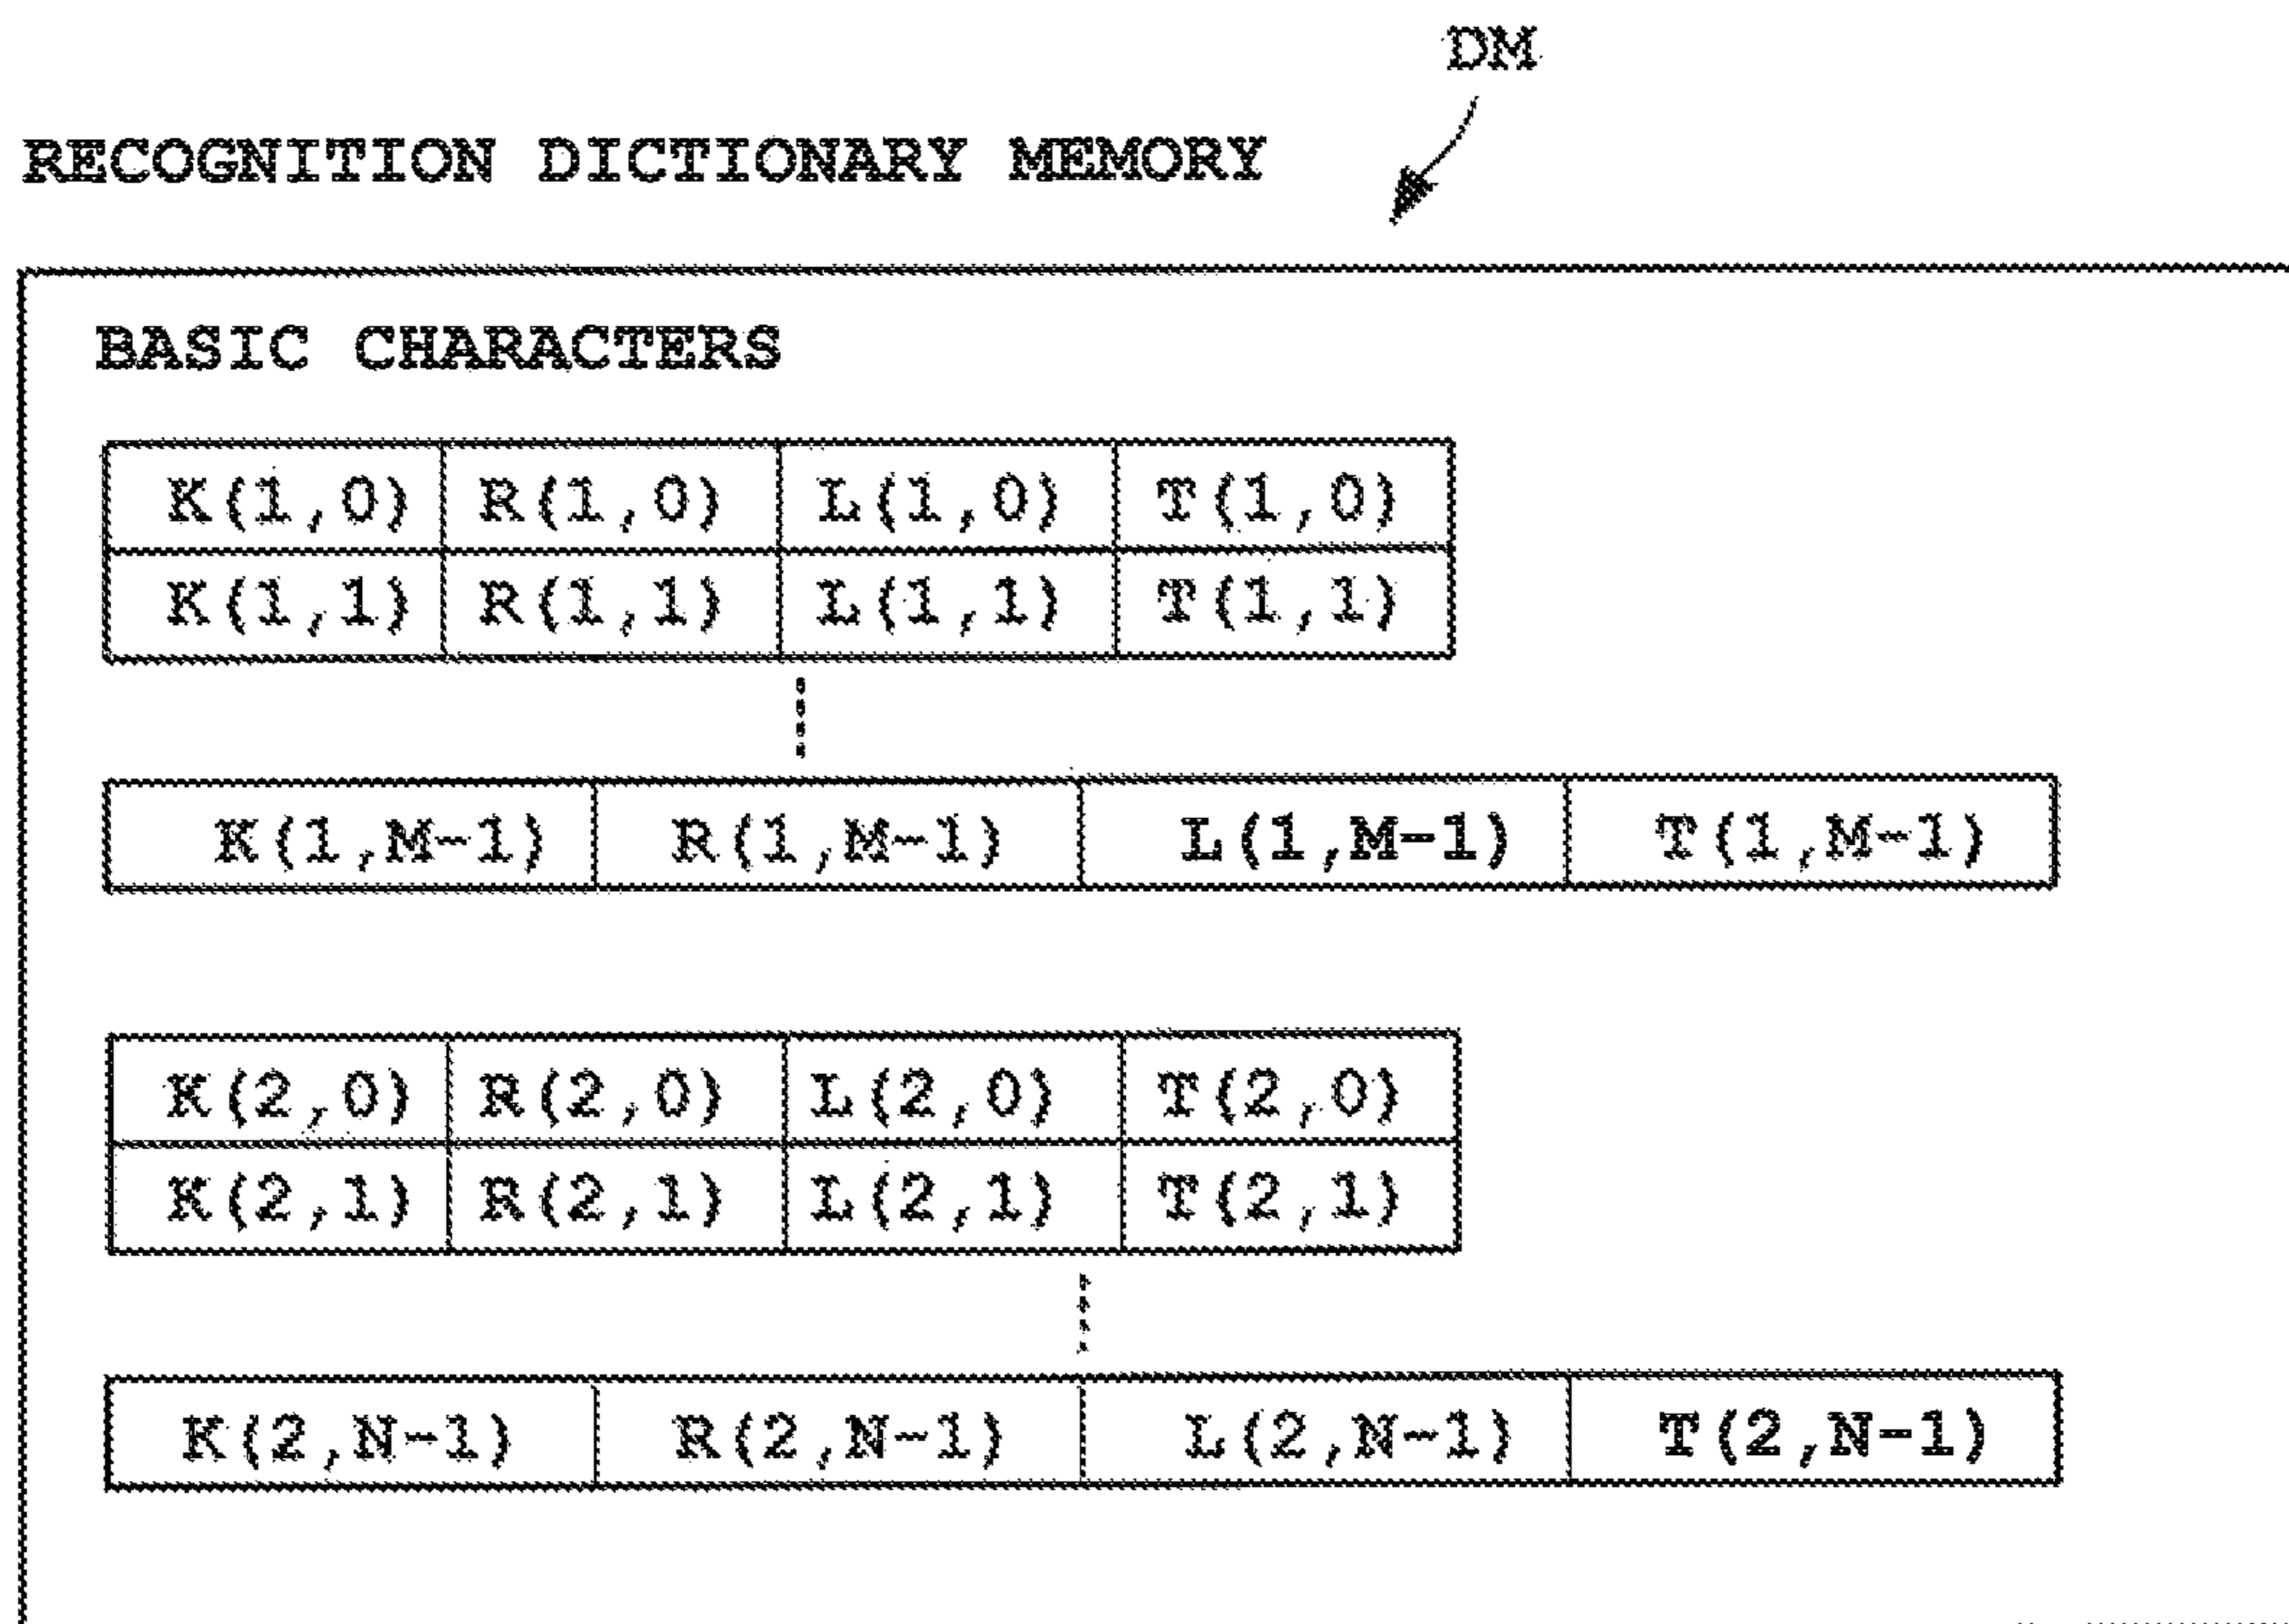 DM
RECOGNITION DICTIONARY MEMORY
BASIC CHARACTERS
K(1,0) R(1,0) L(1,0) T(1,0)
K(1,1) R(1,1) L(1,1) T(1,1)
K(1,M-1) R(1,M-1) L(1,M-1) T(1,M-1)
K(2,0) R(2,0) L(2,0) T(2,0)
K(2,1) R(2,1) L(2,1) T(2,1)
K(2,N-1) R(2,N-1) L(2,N-1) T(2,N-1)